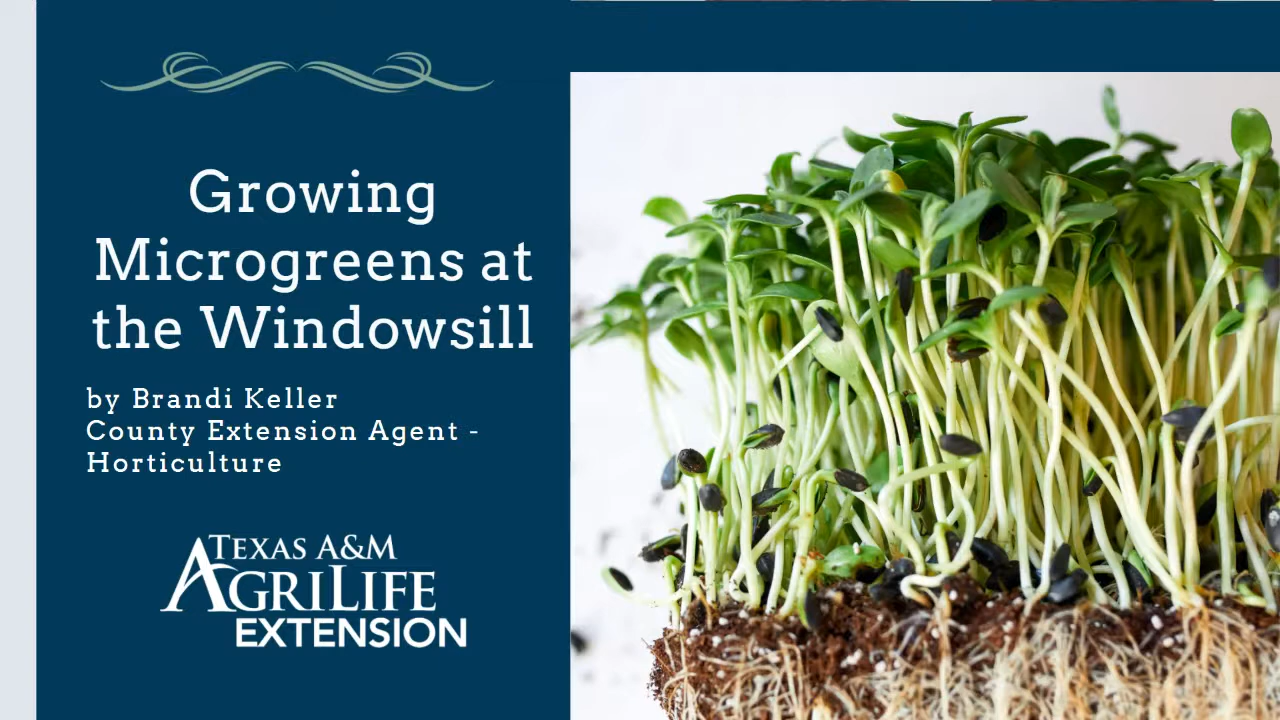 Growing
Microgreens at
the Windowsill
by Brandi Keller
County Extension Agent -
Horticulture
TEXAS A&M
AGRILIFE
EXTENSION